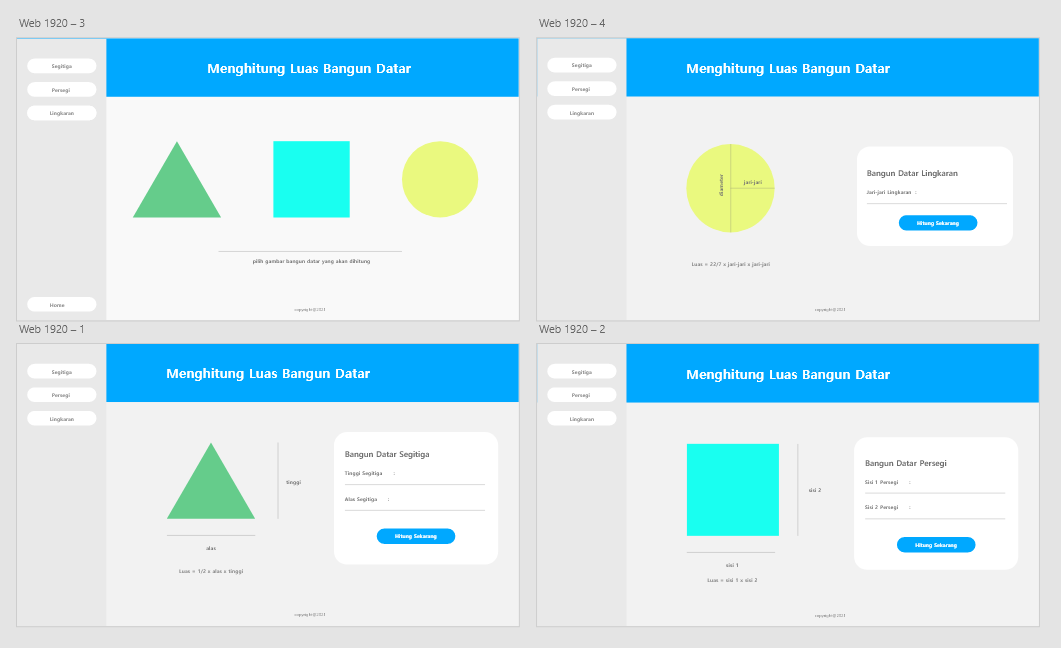 Web 1920 – 3
Segitiga
Persegi
Lingkaran
Home
Menghitung Luas Bangun Datar
pilih gambar bangun datar yang akan dihitung
copyright@2021
Web 1920 – 4
Segitiga
Persegi
Lingkaran
Menghitung Luas Bangun Datar
diameter
jari-jari
Luas = 22/7 x jari-jari x jari-jari
Bangun Datar Lingkaran
Jari-jari Lingkaran :
Hitung Sekarang
copyright@2021
Web 1920 – 1
Segitiga
Persegi
Lingkaran
Menghitung Luas Bangun Datar
tinggi
alas
Luas = 1/2 x alas x tinggi
Bangun Datar Segitiga
Tinggi Segitiga :
Alas Segitiga :
Hitung Sekarang
copyright@2021
Web 1920 – 2
Segitiga
Persegi
Lingkaran
Menghitung Luas Bangun Datar
sisi 2
sisi 1
Luas = sisi 1 x sisi 2
Bangun Datar Persegi
Sisi 1 Persegi :
Sisi 2 Persegi :
Hitung Sekarang
copyright@2021